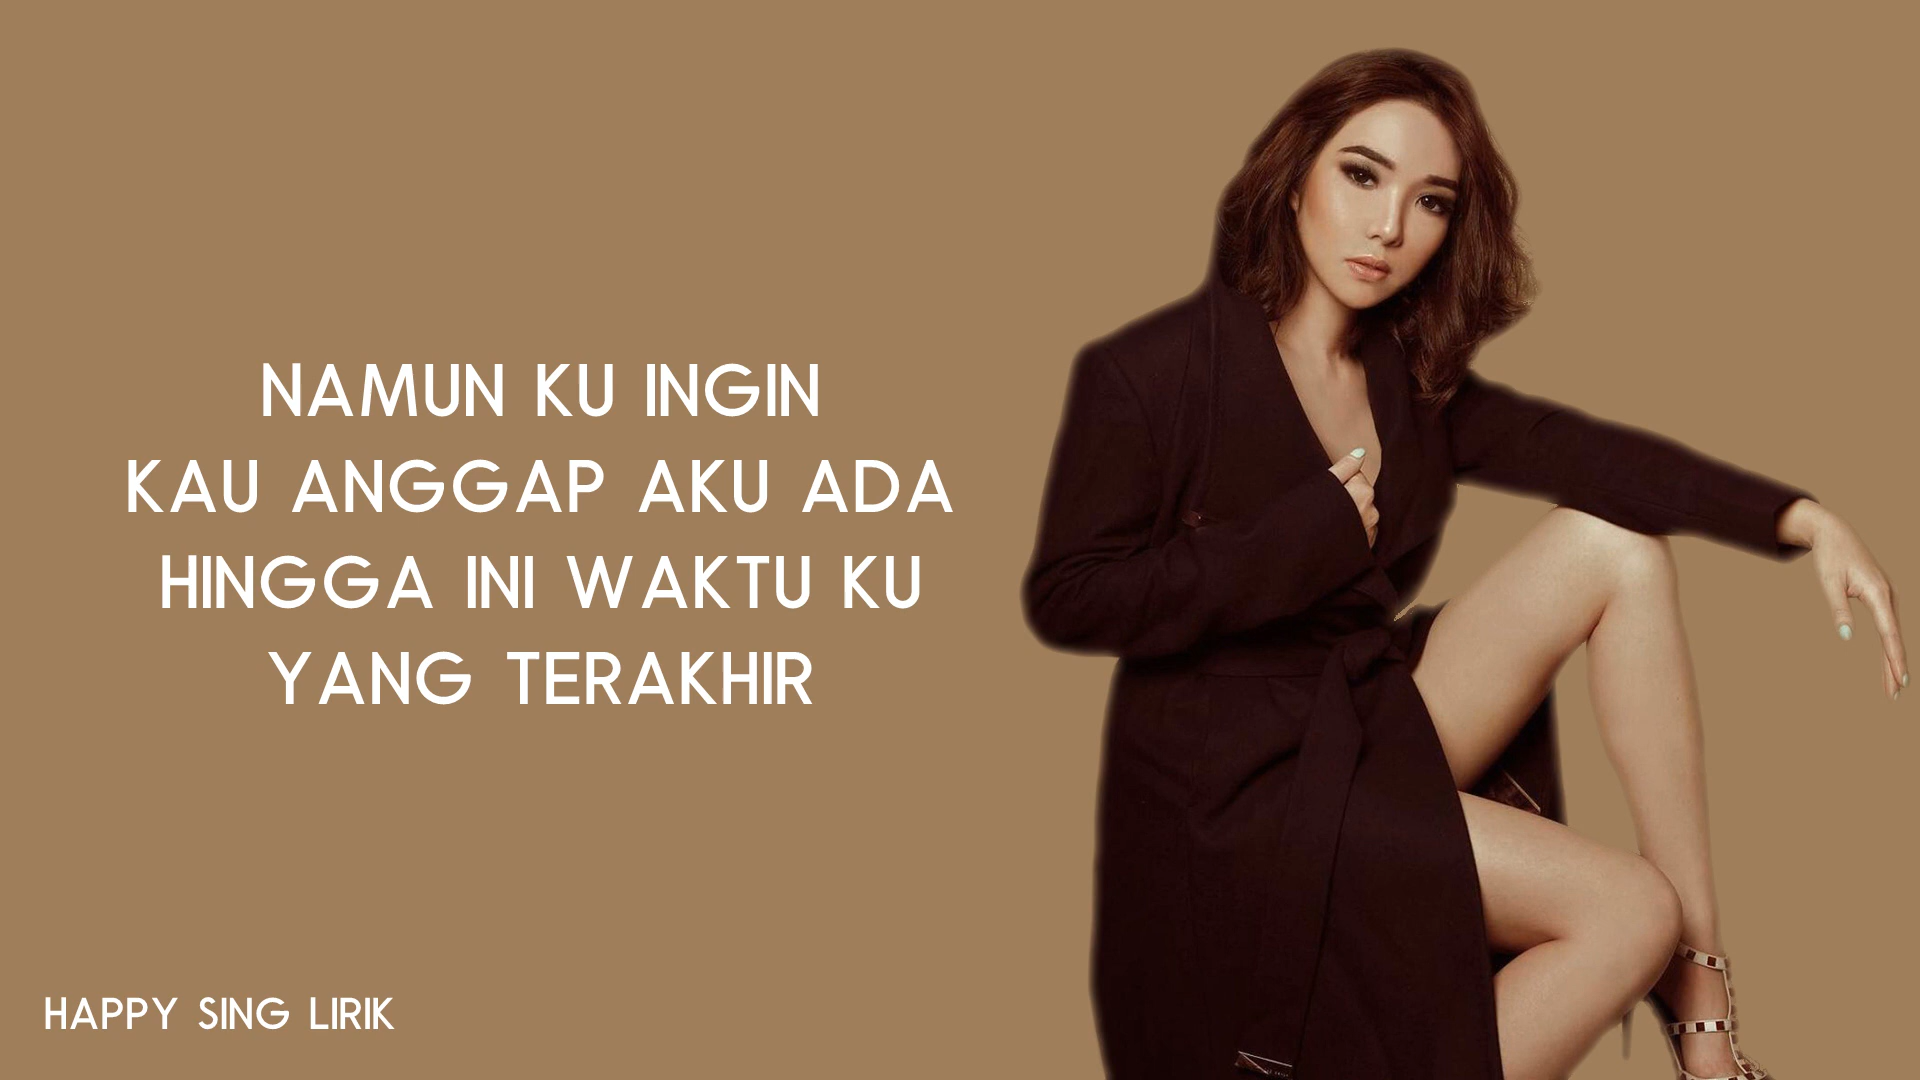 NAMUN KU INGIN
KAU ANGGAP AKU ADA
HINGGA INI WAKTU KU
YANG TERAKHIR
HAPPY SING LIRIK